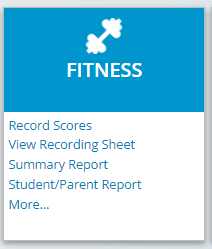 FITNESS
Record Scores
View Recording Sheet
Summary Report
Student/Parent Report
More...